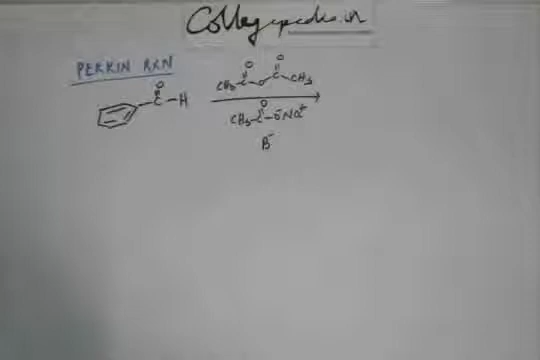 Collegepedia.in
PERKIN RXN
O O O
CH₃-C-O-C-CH₃
C-H
O
CH₃-C-O⁻Na⁺
B⁻